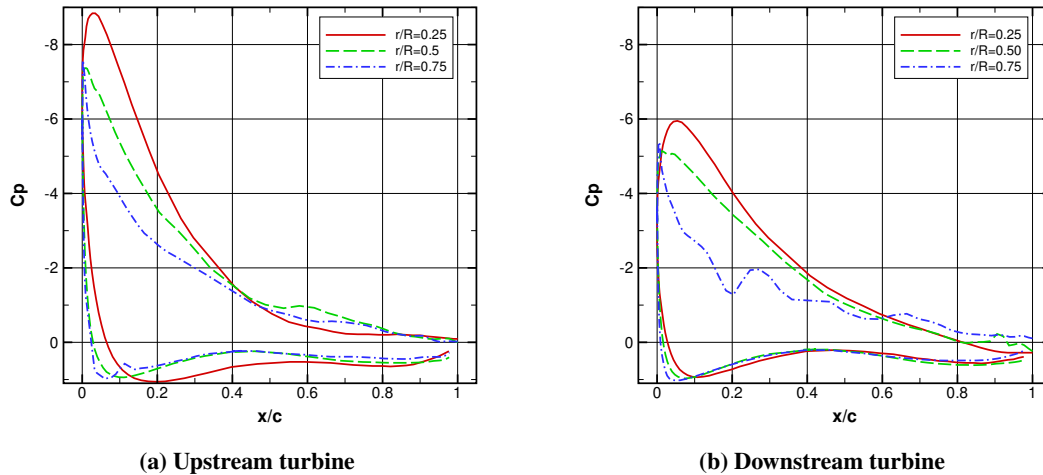 -8
-6
-4
-2
0
Cp
0 0.2 0.4 0.6 0.8 1
x/c
r/R=0.25
r/R=0.5
r/R=0.75
(a) Upstream turbine
-8
-6
-4
-2
0
Cp
0 0.2 0.4 0.6 0.8 1
x/c
r/R=0.25
r/R=0.50
r/R=0.75
(b) Downstream turbine